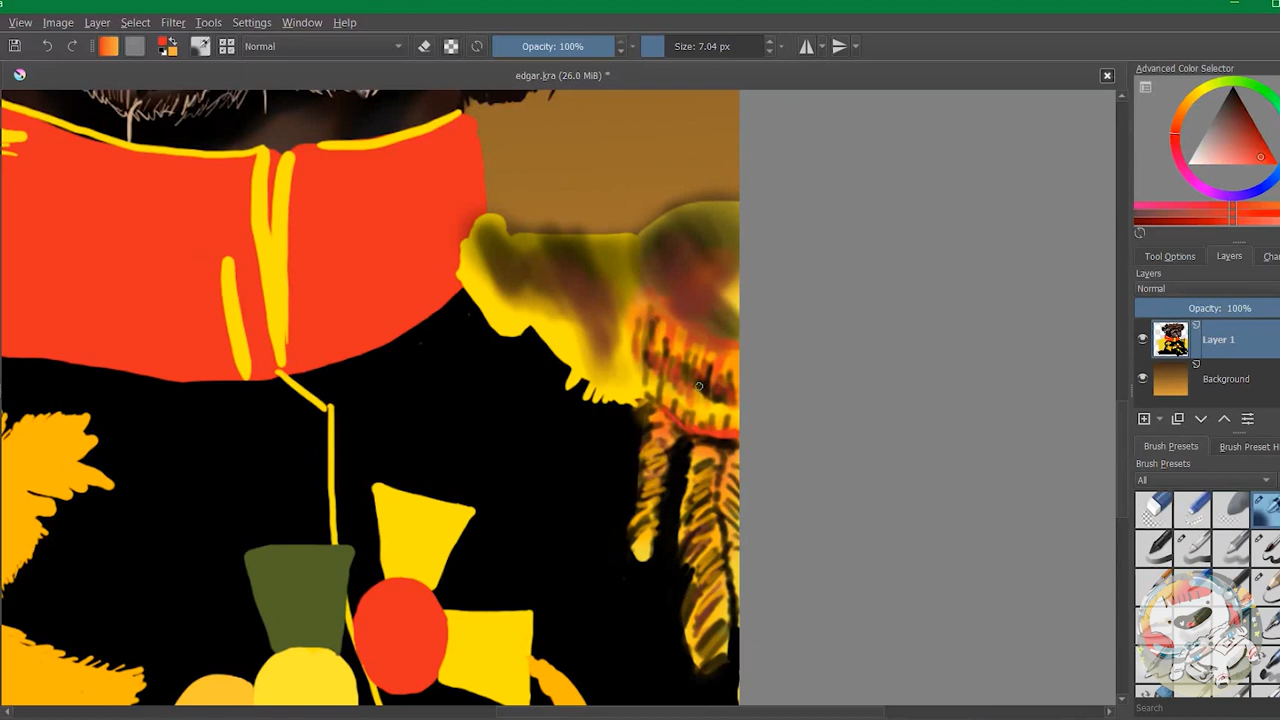 View Image Layer Select Filter Tools Settings Window Help
Normal Opacity: 100% Size: 7.04 px
edgar.kra (26.0 MiB) *
Advanced Color Selector
Tool Options Layers
Layers
Normal
Opacity: 100%
Layer 1
Background
Brush Presets Brush Preset H
Brush Presets
All
Search